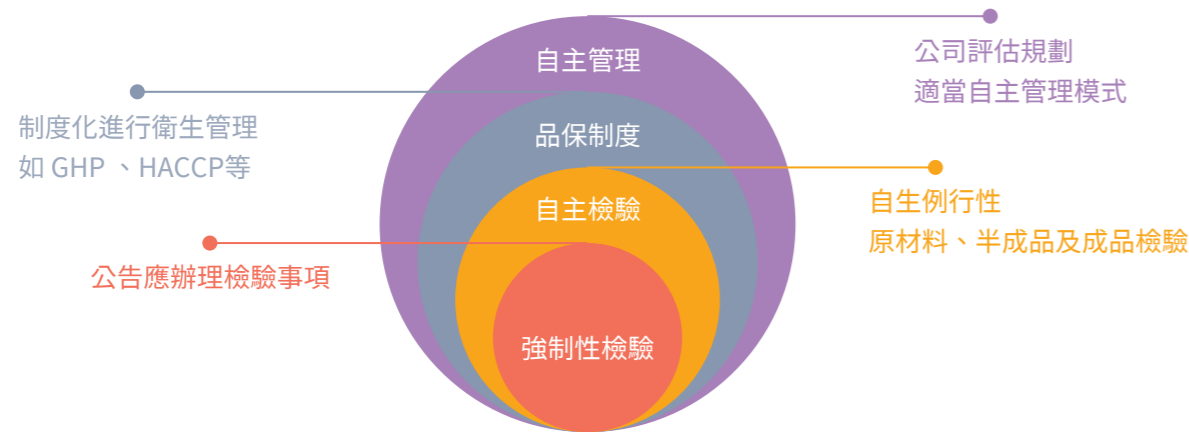 自主管理
公司評估規劃
適當自主管理模式
制度化進行衛生管理
如 GHP 、HACCP等
品保制度
自主檢驗
自生例行性
原材料、半成品及成品檢驗
公告應辦理檢驗事項
強制性檢驗